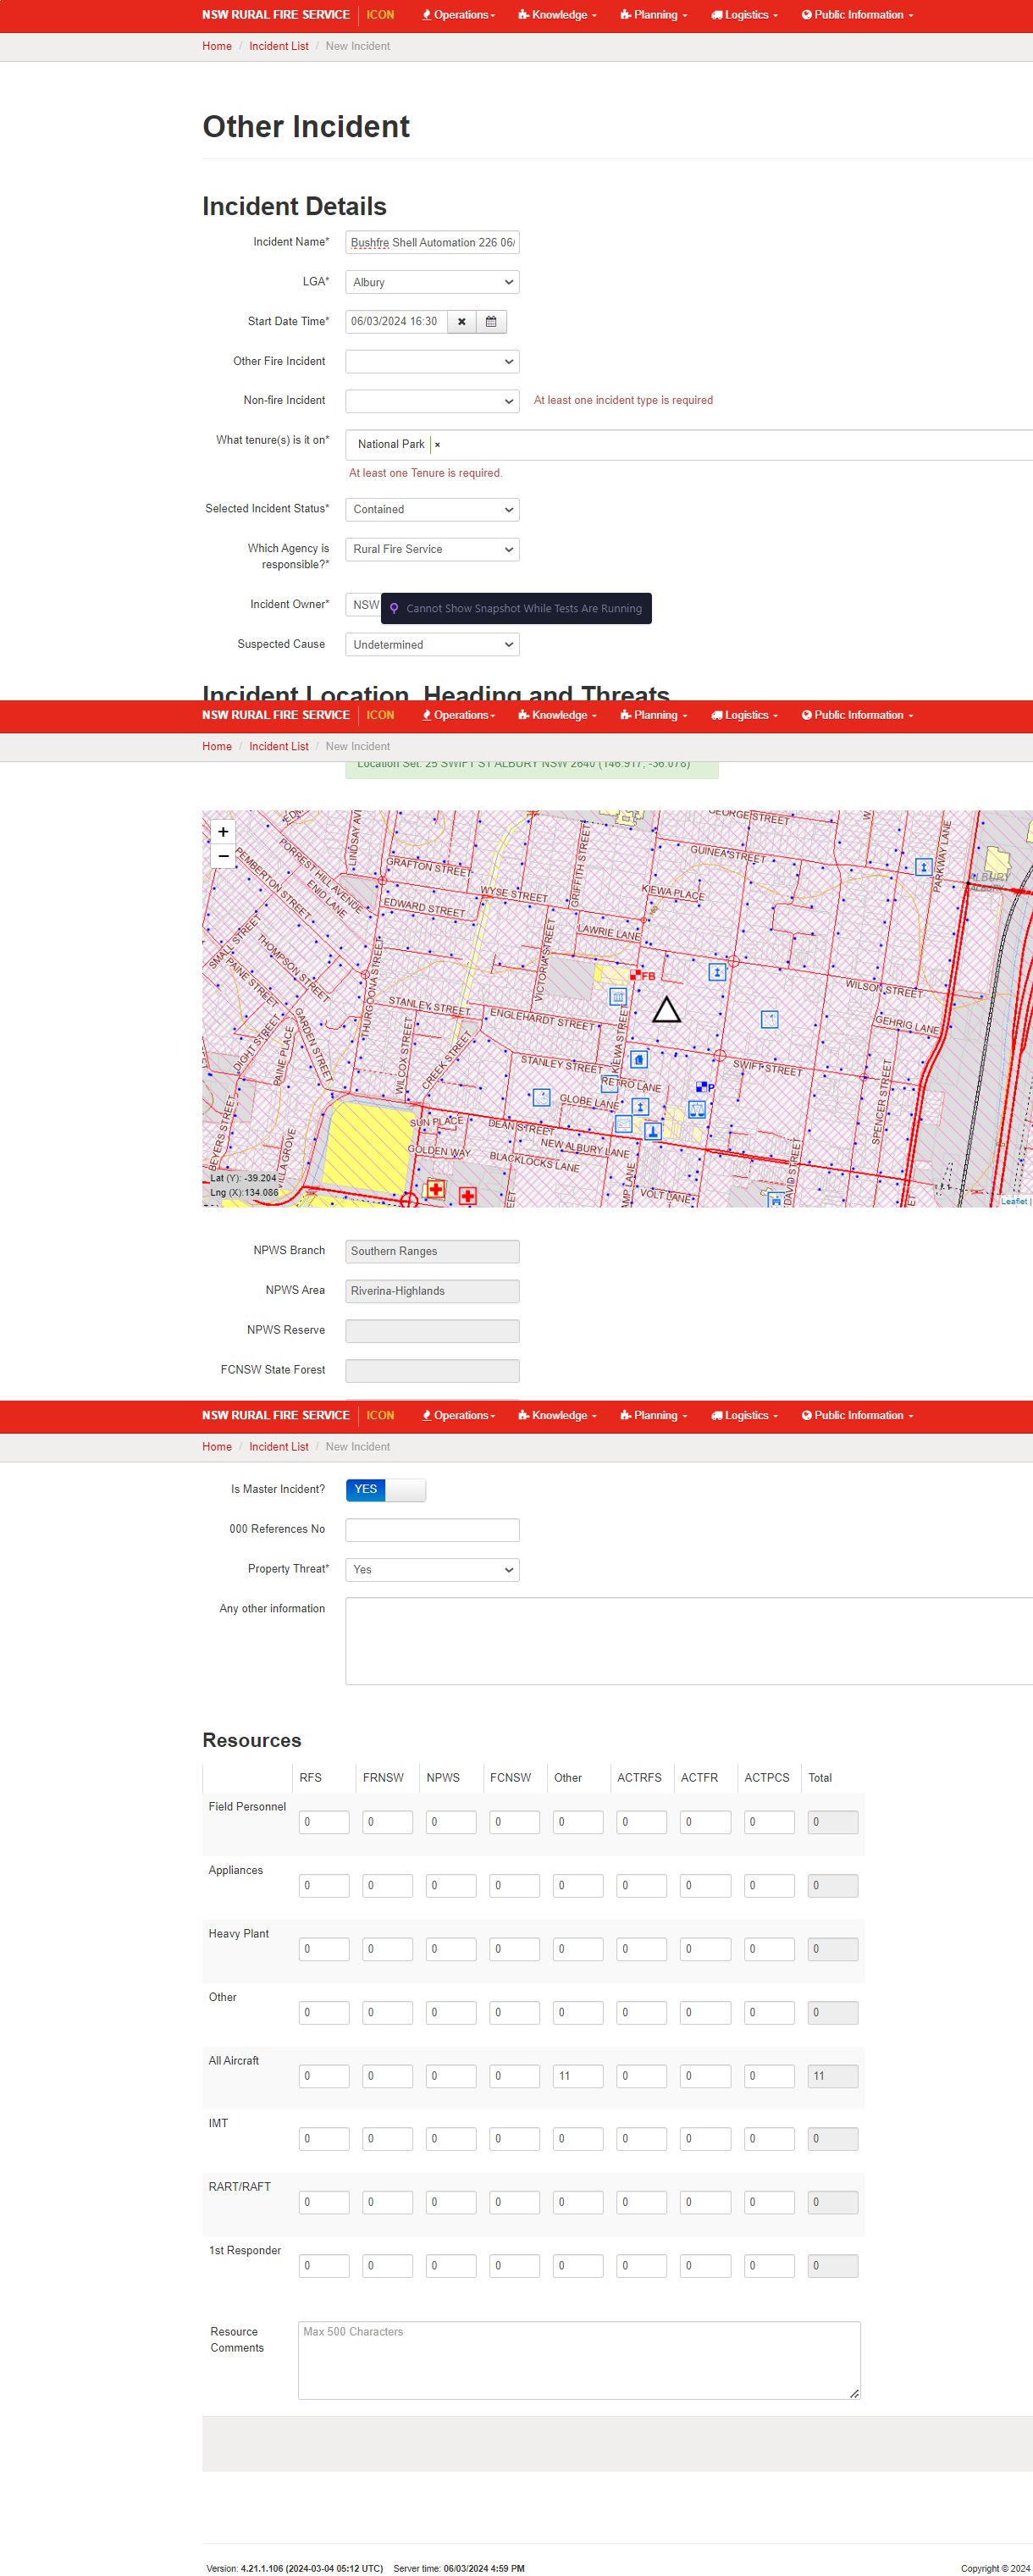 NSW RURAL FIRE SERVICE ICON Operations Knowledge Planning Logistics Public Information
Home / Incident List / New Incident
Other Incident
Incident Details
Incident Name* Bushfre Shell Automation 226 06/
LGA* Albury
Start Date Time* 06/03/2024 16:30
Other Fire Incident
Non-fire Incident At least one incident type is required
What tenure(s) is it on* National Park ×
At least one Tenure is required.
Selected Incident Status* Contained
Which Agency is responsible?* Rural Fire Service
Incident Owner* NSW
Cannot Show Snapshot While Tests Are Running
Suspected Cause Undetermined
Incident Location, Heading and Threats
NSW RURAL FIRE SERVICE ICON Operations Knowledge Planning Logistics Public Information
Home / Incident List / New Incident
Location Set: 25 SWIFT ST ALBURY NSW 2640 (146.917, -36.078)
+
−
LINDSAY AV
GEORGE STREET
PARKWAY LANE
FORREST HILL AVENUE
PEMBERTON STREET
END LANE
GRAFTON STREET
GRIFFITH STREET
GUINEA STREET
ALBURY
EDWARD STREET
WYSE STREET
KIEWA PLACE
SMALL STREET
THOMPSON STREET
PAINE STREET
LAWRIE LANE
VICTORIA STREET
THURGOONA STREET
FB
WILSON STREET
GARDEN STREET
STANLEY STREET
ENGLEHARDT STREET
KIEWA STREET
GEHRIG LANE
DIGHT STREET
PAINE PLACE
WILCOX STREET
CREEK STREET
STANLEY STREET
SWIFT STREET
RETRO LANE
P
SPENCER STREET
GLOBE LANE
BEYERS STREET
VILLA GROVE
SUN PLACE
DEAN STREET
NEW ALBURY LANE
GOLDEN WAY
BLACKLOCKS LANE
DAVID STREET
AMP LANE
VOLT LANE
Lat (Y): -39.204
Lng (X):134.086
Leaflet |
NPWS Branch Southern Ranges
NPWS Area Riverina-Highlands
NPWS Reserve
FCNSW State Forest
NSW RURAL FIRE SERVICE ICON Operations Knowledge Planning Logistics Public Information
Home / Incident List / New Incident
Is Master Incident? YES
000 References No
Property Threat* Yes
Any other information
Resources
RFS FRNSW NPWS FCNSW Other ACTRFS ACTFR ACTPCS Total
Field Personnel 0 0 0 0 0 0 0 0 0
Appliances 0 0 0 0 0 0 0 0 0
Heavy Plant 0 0 0 0 0 0 0 0 0
Other 0 0 0 0 0 0 0 0 0
All Aircraft 0 0 0 0 11 0 0 0 11
IMT 0 0 0 0 0 0 0 0 0
RART/RAFT 0 0 0 0 0 0 0 0 0
1st Responder 0 0 0 0 0 0 0 0 0
Resource Comments Max 500 Characters
Version: 4.21.1.106 (2024-03-04 05:12 UTC) Server time: 06/03/2024 4:59 PM Copyright © 2024